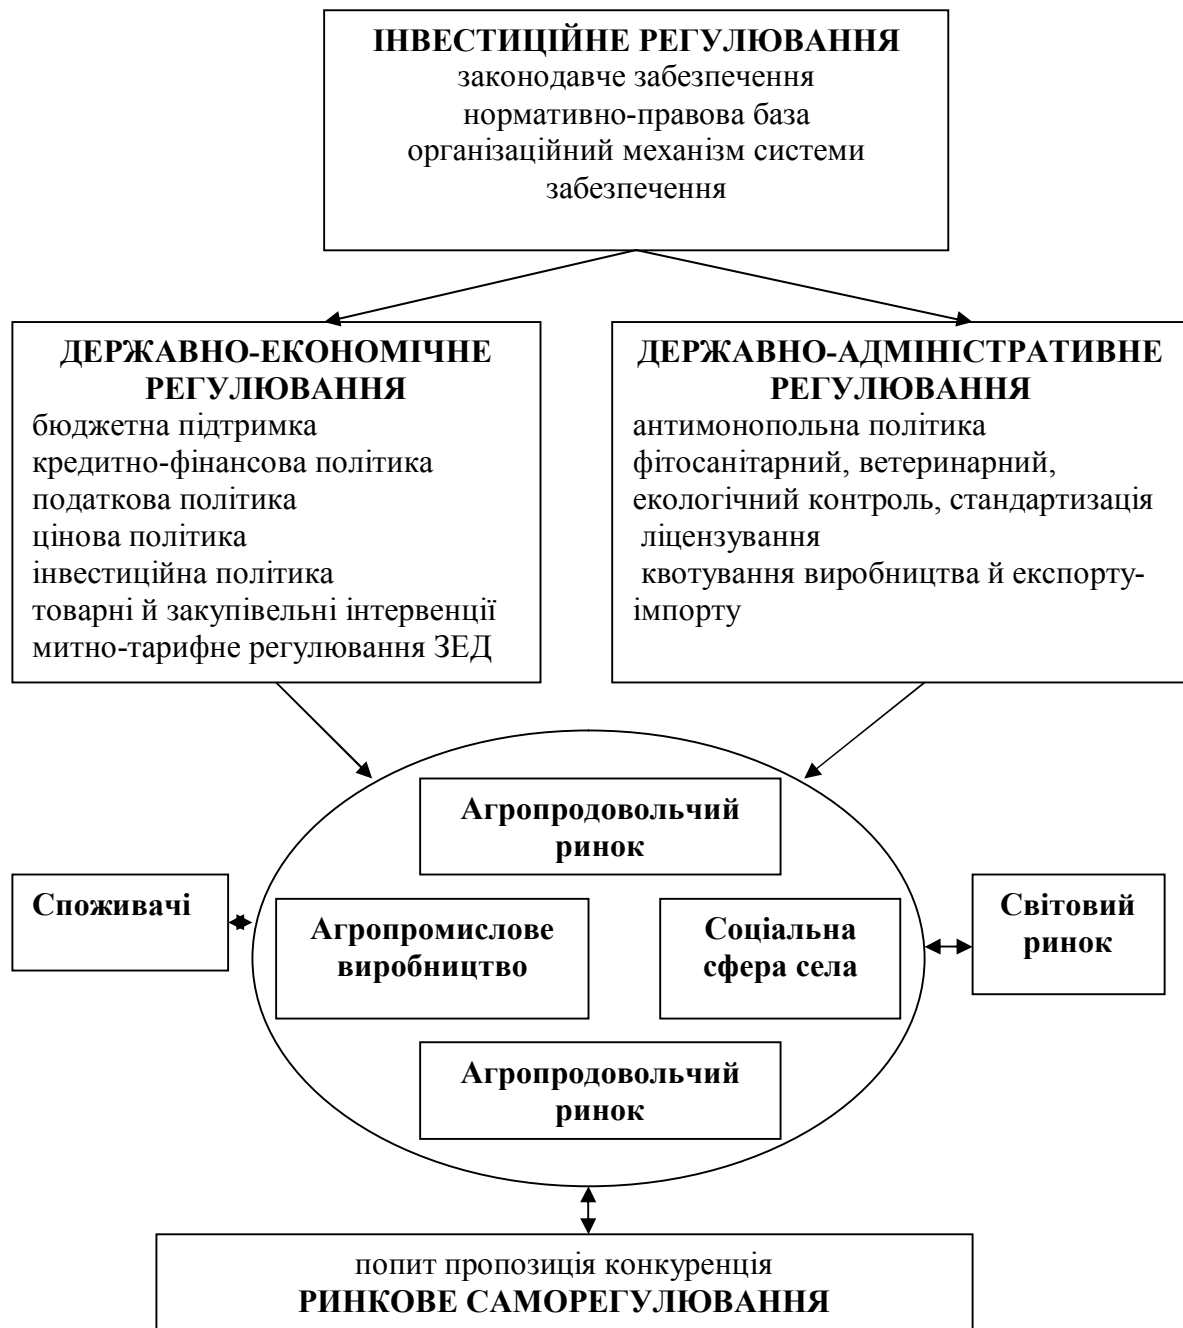 ІНВЕСТИЦІЙНЕ РЕГУЛЮВАННЯ
законодавче забезпечення
нормативно-правова база
організаційний механізм системи
забезпечення
ДЕРЖАВНО-ЕКОНОМІЧНЕ
РЕГУЛЮВАННЯ
бюджетна підтримка
кредитно-фінансова політика
податкова політика
цінова політика
інвестиційна політика
товарні й закупівельні інтервенції
митно-тарифне регулювання ЗЕД
ДЕРЖАВНО-АДМІНІСТРАТИВНЕ
РЕГУЛЮВАННЯ
антимонопольна політика
фітосанітарний, ветеринарний,
екологічний контроль, стандартизація
ліцензування
квотування виробництва й експорту-
імпорту
Агропродовольчий
ринок
Споживачі
Агропромислове
виробництво
Соціальна
сфера села
Світовий
ринок
Агропродовольчий
ринок
попит пропозиція конкуренція
РИНКОВЕ САМОРЕГУЛЮВАННЯ